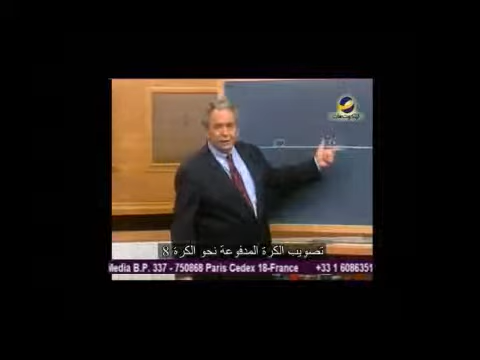 تصويب الكرة المدفوعة نحو الكرة 8
Media B.P. 337 - 750868 Paris Cedex 18-France +33 1 6086351